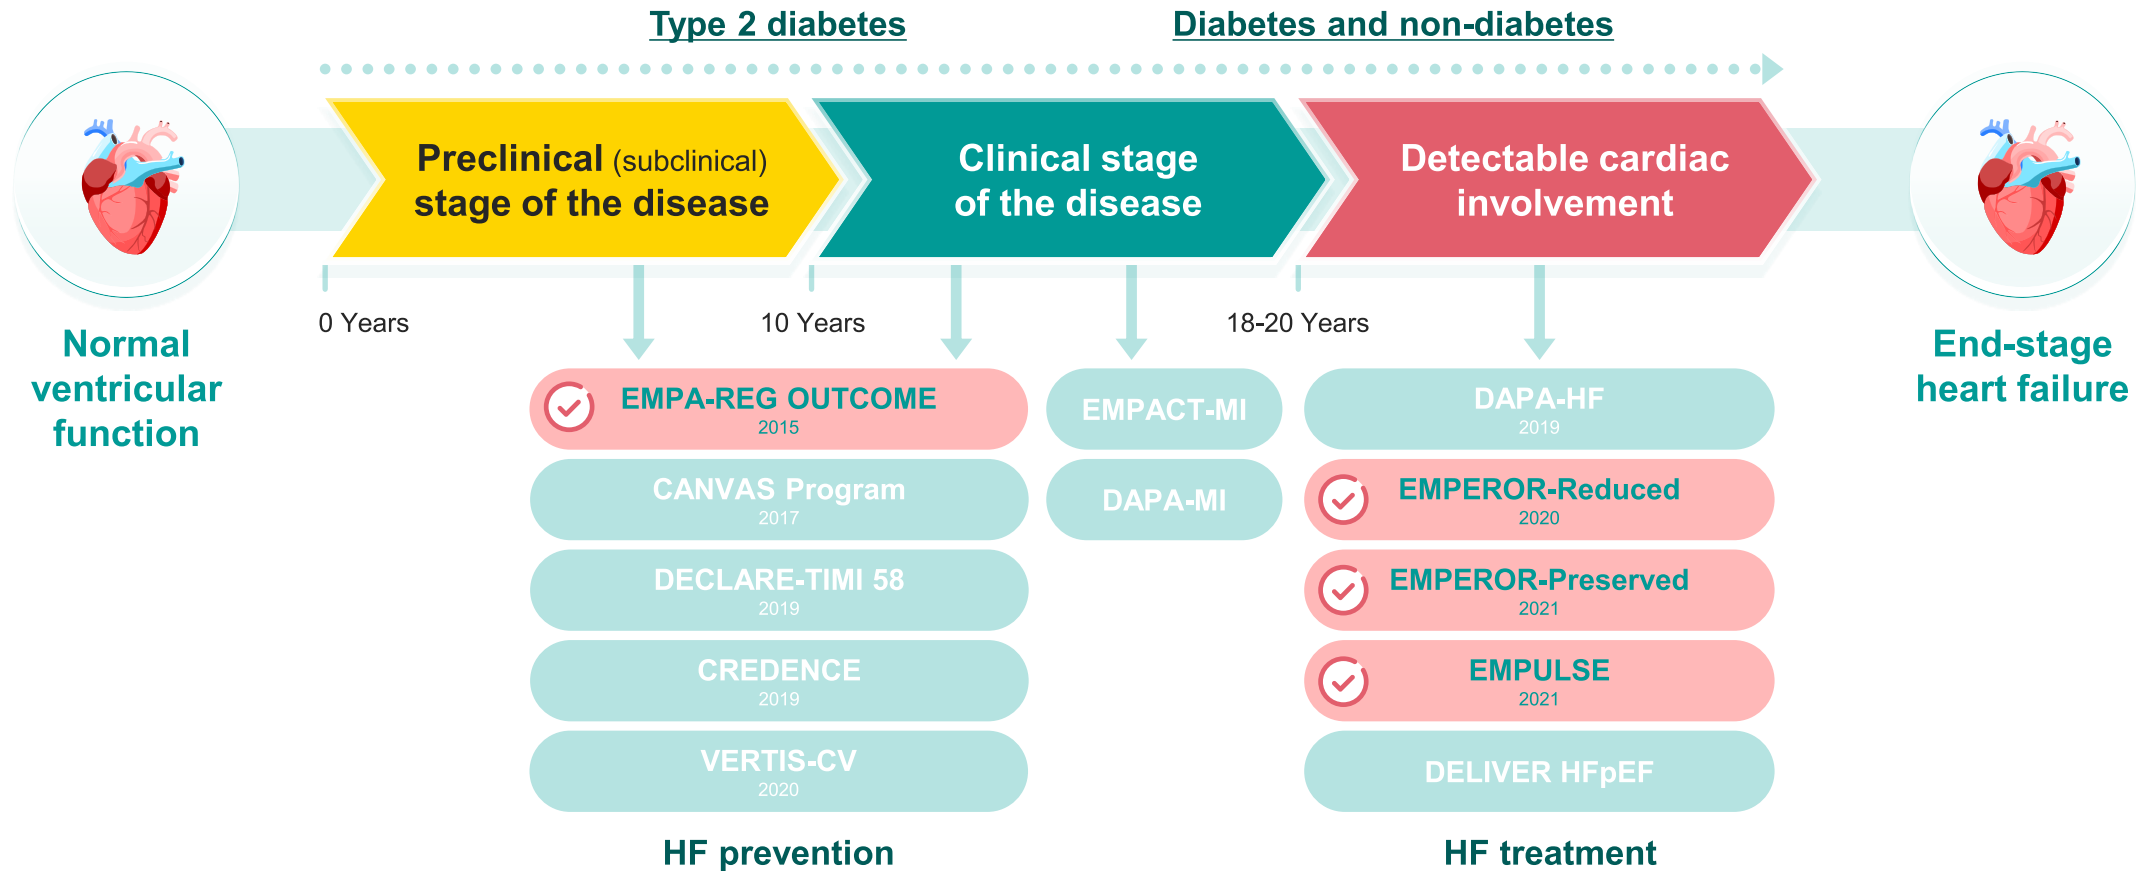 Type 2 diabetes
Diabetes and non-diabetes
Preclinical (subclinical)
stage of the disease
Clinical stage
of the disease
Detectable cardiac
involvement
0 Years
10 Years
18-20 Years
Normal
ventricular
function
End-stage
heart failure
EMPA-REG OUTCOME
2015
CANVAS Program
2017
DECLARE-TIMI 58
2019
CREDENCE
2019
VERTIS-CV
2020
HF prevention
EMPACT-MI
DAPA-MI
DAPA-HF
2019
EMPEROR-Reduced
2020
EMPEROR-Preserved
2021
EMPULSE
2021
DELIVER HFpEF
HF treatment